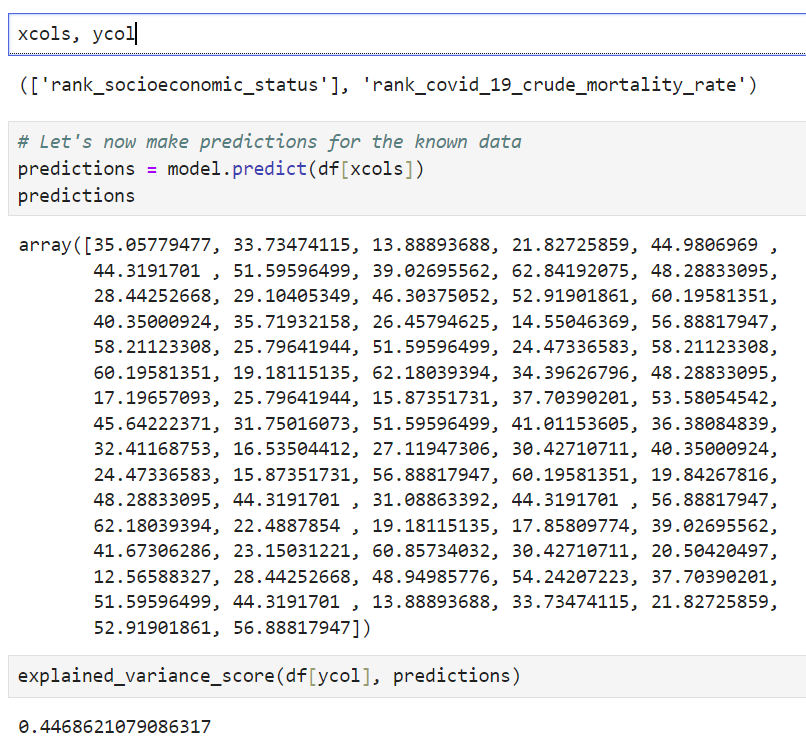 xcols, ycol
(['rank_socioeconomic_status'], 'rank_covid_19_crude_mortality_rate')
# Let's now make predictions for the known data
predictions = model.predict(df[xcols])
predictions
array([35.05779477, 33.73474115, 13.88893688, 21.82725859, 44.9806969 ,
44.3191701 , 51.59596499, 39.02695562, 62.84192075, 48.28833095,
28.44252668, 29.10405349, 46.30375052, 52.91901861, 60.19581351,
40.35000924, 35.71932158, 26.45794625, 14.55046369, 56.88817947,
58.21123308, 25.79641944, 51.59596499, 24.47336583, 58.21123308,
60.19581351, 19.18115135, 62.18039394, 34.39626796, 48.28833095,
17.19657093, 25.79641944, 15.87351731, 37.70390201, 53.58054542,
45.64222371, 31.75016073, 51.59596499, 41.01153605, 36.38084839,
32.41168753, 16.53504412, 27.11947306, 30.42710711, 40.35000924,
24.47336583, 15.87351731, 56.88817947, 60.19581351, 19.84267816,
48.28833095, 44.3191701 , 31.08863392, 44.3191701 , 56.88817947,
62.18039394, 22.4887854 , 19.18115135, 17.85809774, 39.02695562,
41.67306286, 23.15031221, 60.85734032, 30.42710711, 20.50420497,
12.56588327, 28.44252668, 48.94985776, 54.24207223, 37.70390201,
51.59596499, 44.3191701 , 13.88893688, 33.73474115, 21.82725859,
52.91901861, 56.88817947])
explained_variance_score(df[ycol], predictions)
0.4468621079086317